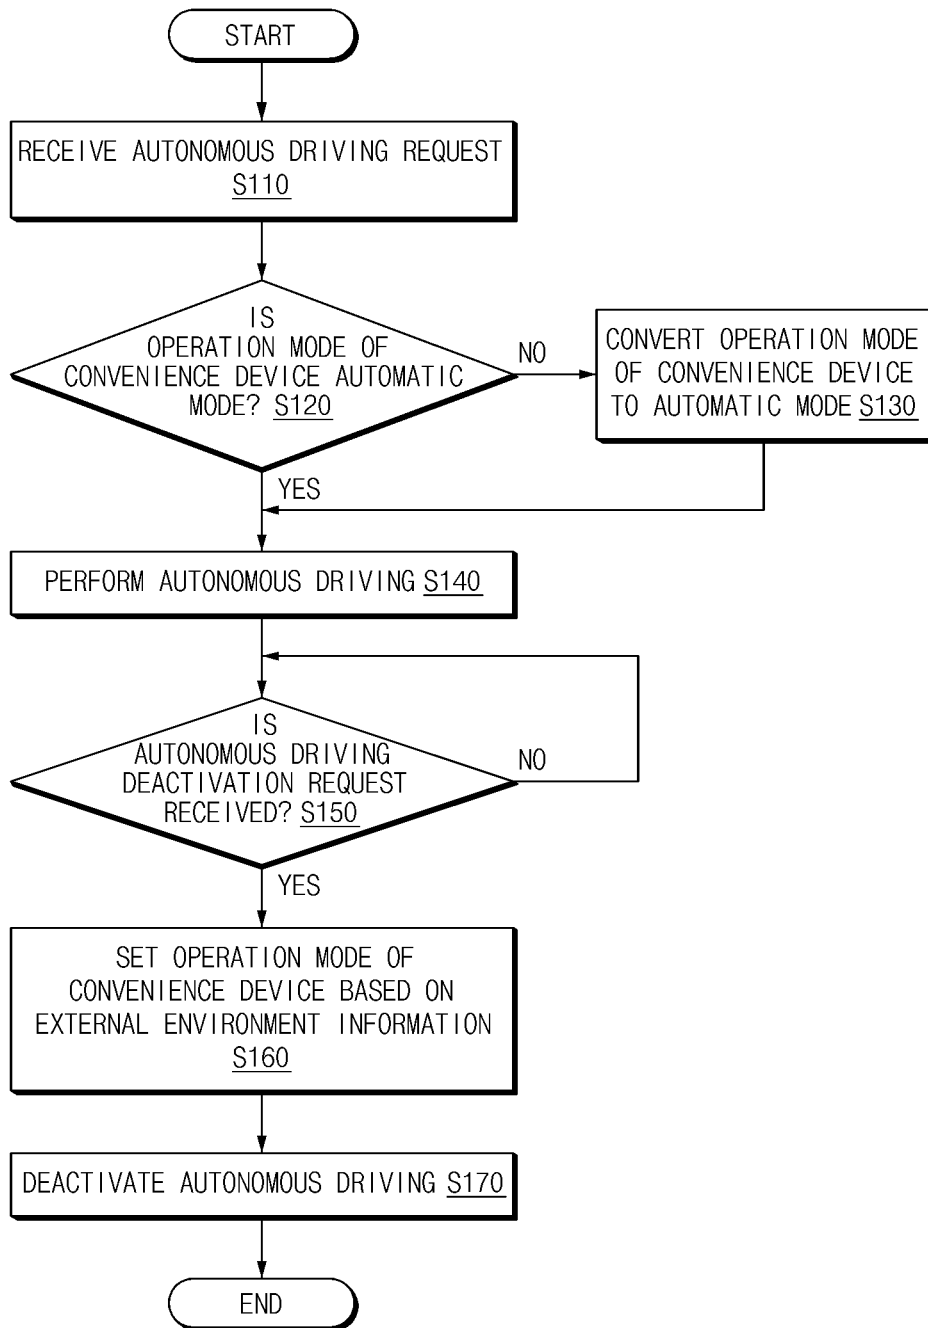 START
RECEIVE AUTONOMOUS DRIVING REQUEST
S110
IS
OPERATION MODE OF
CONVENIENCE DEVICE AUTOMATIC
MODE? S120
NO
CONVERT OPERATION MODE
OF CONVENIENCE DEVICE
TO AUTOMATIC MODE S130
YES
PERFORM AUTONOMOUS DRIVING S140
IS
AUTONOMOUS DRIVING
DEACTIVATION REQUEST
RECEIVED? S150
NO
YES
SET OPERATION MODE OF
CONVENIENCE DEVICE BASED ON
EXTERNAL ENVIRONMENT INFORMATION
S160
DEACTIVATE AUTONOMOUS DRIVING S170
END